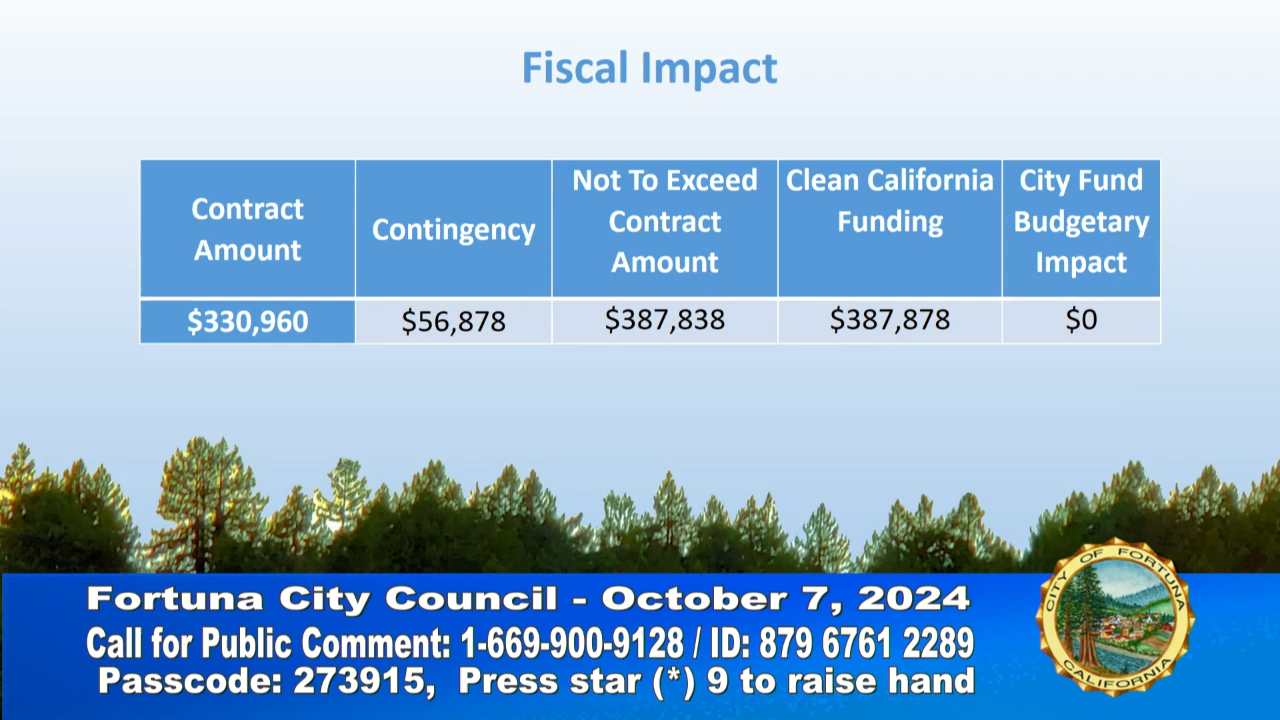 Fiscal Impact
Contract
Amount
Contingency
Not To Exceed
Contract
Amount
Clean California
Funding
City Fund
Budgetary
Impact
$330,960
$56,878
$387,838
$387,878
$0
Fortuna City Council - October 7, 2024
Call for Public Comment: 1-669-900-9128 / ID: 879 6761 2289
Passcode: 273915, Press star (*) 9 to raise hand
CITY OF FORTUNA
CALIFORNIA